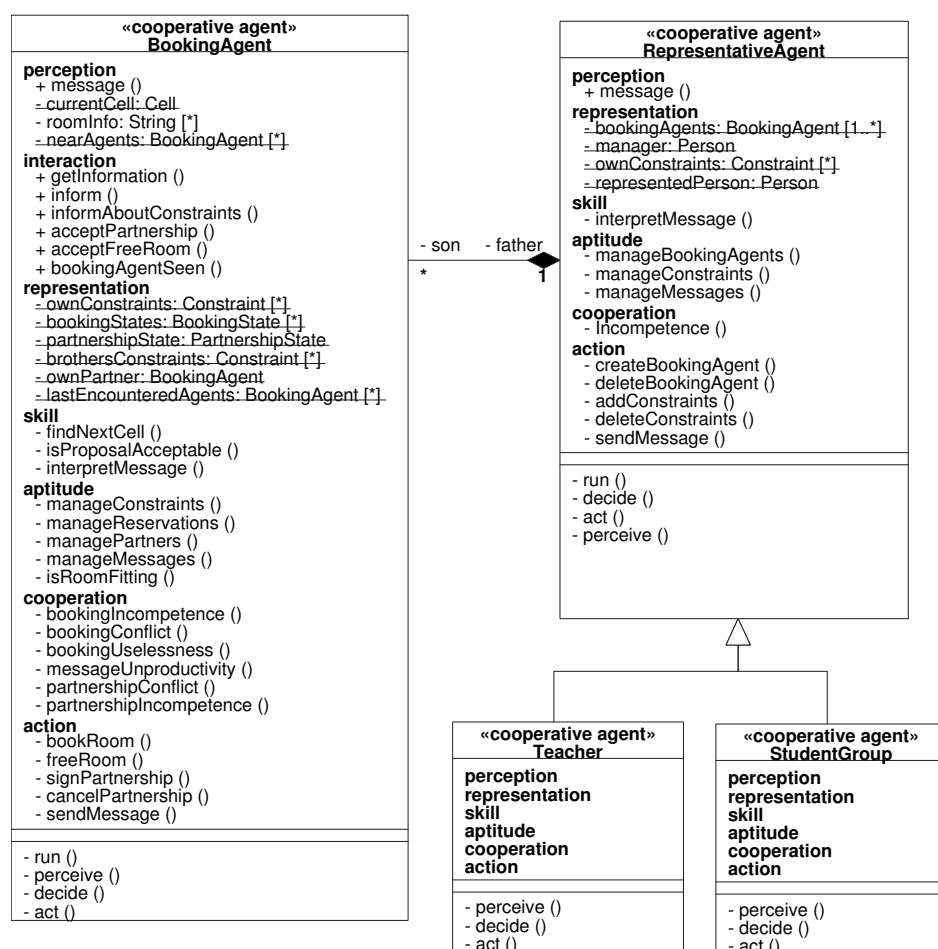 «cooperative agent»
BookingAgent
perception
+ message ()
- currentCell: Cell
- roomInfo: String [*]
- nearAgents: BookingAgent [*]
interaction
+ getInformation ()
+ inform ()
+ informAboutConstraints ()
+ acceptPartnership ()
+ acceptFreeRoom ()
+ bookingAgentSeen ()
representation
- ownConstraints: Constraint [*]
- bookingStates: BookingState [*]
- partnershipState: PartnershipState
- brothersConstraints: Constraint [*]
- ownPartner: BookingAgent
- lastEncounteredAgents: BookingAgent [*]
skill
- findNextCell ()
- isProposalAcceptable ()
- interpretMessage ()
aptitude
- manageConstraints ()
- manageReservations ()
- managePartners ()
- manageMessages ()
- isRoomFitting ()
cooperation
- bookingIncompetence ()
- bookingConflict ()
- bookingUselessness ()
- messageUnproductivity ()
- partnershipConflict ()
- partnershipIncompetence ()
action
- bookRoom ()
- freeRoom ()
- signPartnership ()
- cancelPartnership ()
- sendMessage ()
- run ()
- perceive ()
- decide ()
- act ()
- son - father
* 1
«cooperative agent»
RepresentativeAgent
perception
+ message ()
representation
- bookingAgents: BookingAgent [1..*]
- manager: Person
- ownConstraints: Constraint [*]
- representedPerson: Person
skill
- interpretMessage ()
aptitude
- manageBookingAgents ()
- manageConstraints ()
- manageMessages ()
cooperation
- Incompetence ()
action
- createBookingAgent ()
- deleteBookingAgent ()
- addConstraints ()
- deleteConstraints ()
- sendMessage ()
- run ()
- decide ()
- act ()
- perceive ()
«cooperative agent»
Teacher
perception
representation
skill
aptitude
cooperation
action
- perceive ()
- decide ()
- act ()
«cooperative agent»
StudentGroup
perception
representation
skill
aptitude
cooperation
action
- perceive ()
- decide ()
- act ()